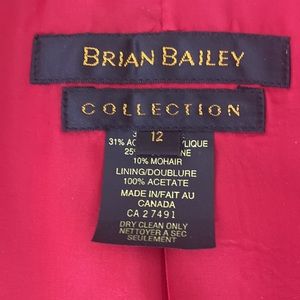 BRIAN BAILEY
COLLECTION
12
31% AC
10% MOHAIR
LINING/DOUBLURE
100% ACETATE
MADE IN/FAIT AU
CANADA
CA 27491
DRY CLEAN ONLY
NETTOYER A SEC
SEULEMENT